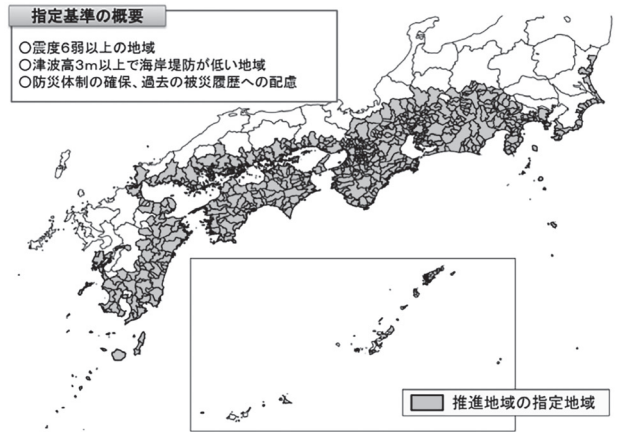 指定基準の概要
○震度6弱以上の地域
○津波高3m以上で海岸堤防が低い地域
○防災体制の確保、過去の被災履歴への配慮
推進地域の指定地域